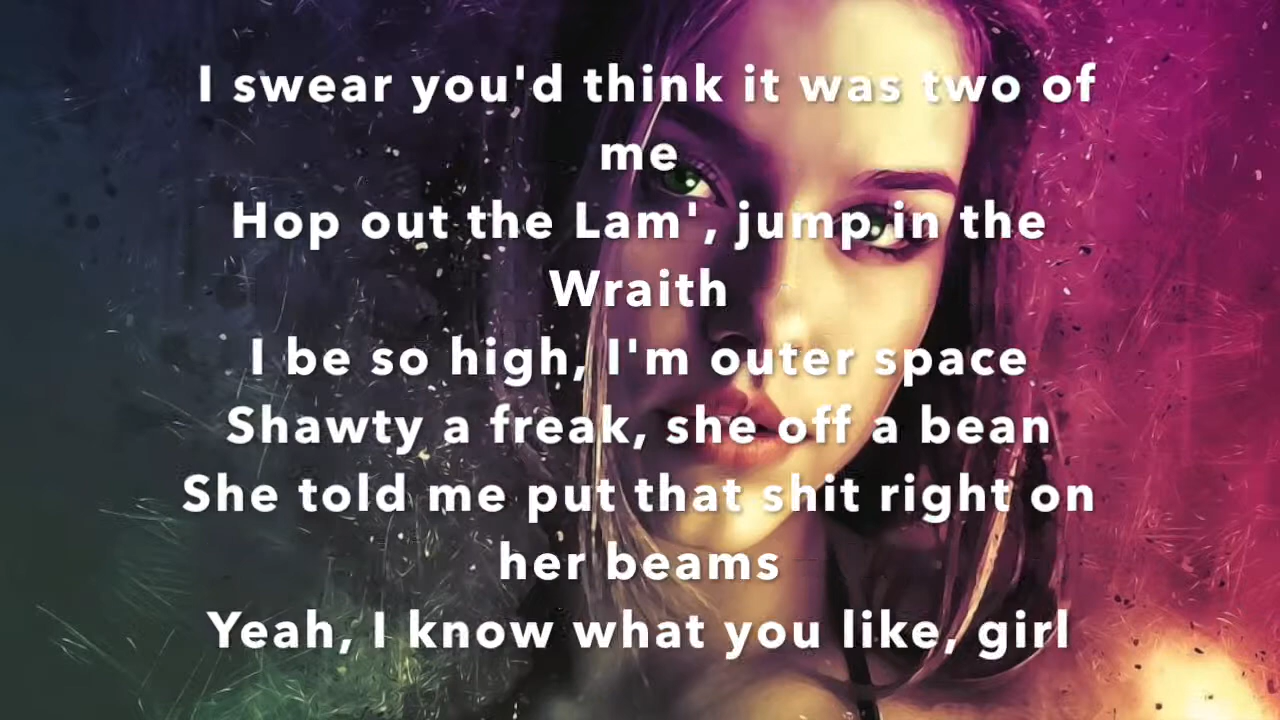 I swear you'd think it was two of
me
Hop out the Lam', jump in the
Wraith
I be so high, I'm outer space
Shawty a freak, she off a bean
She told me put that shit right on
her beams
Yeah, I know what you like, girl